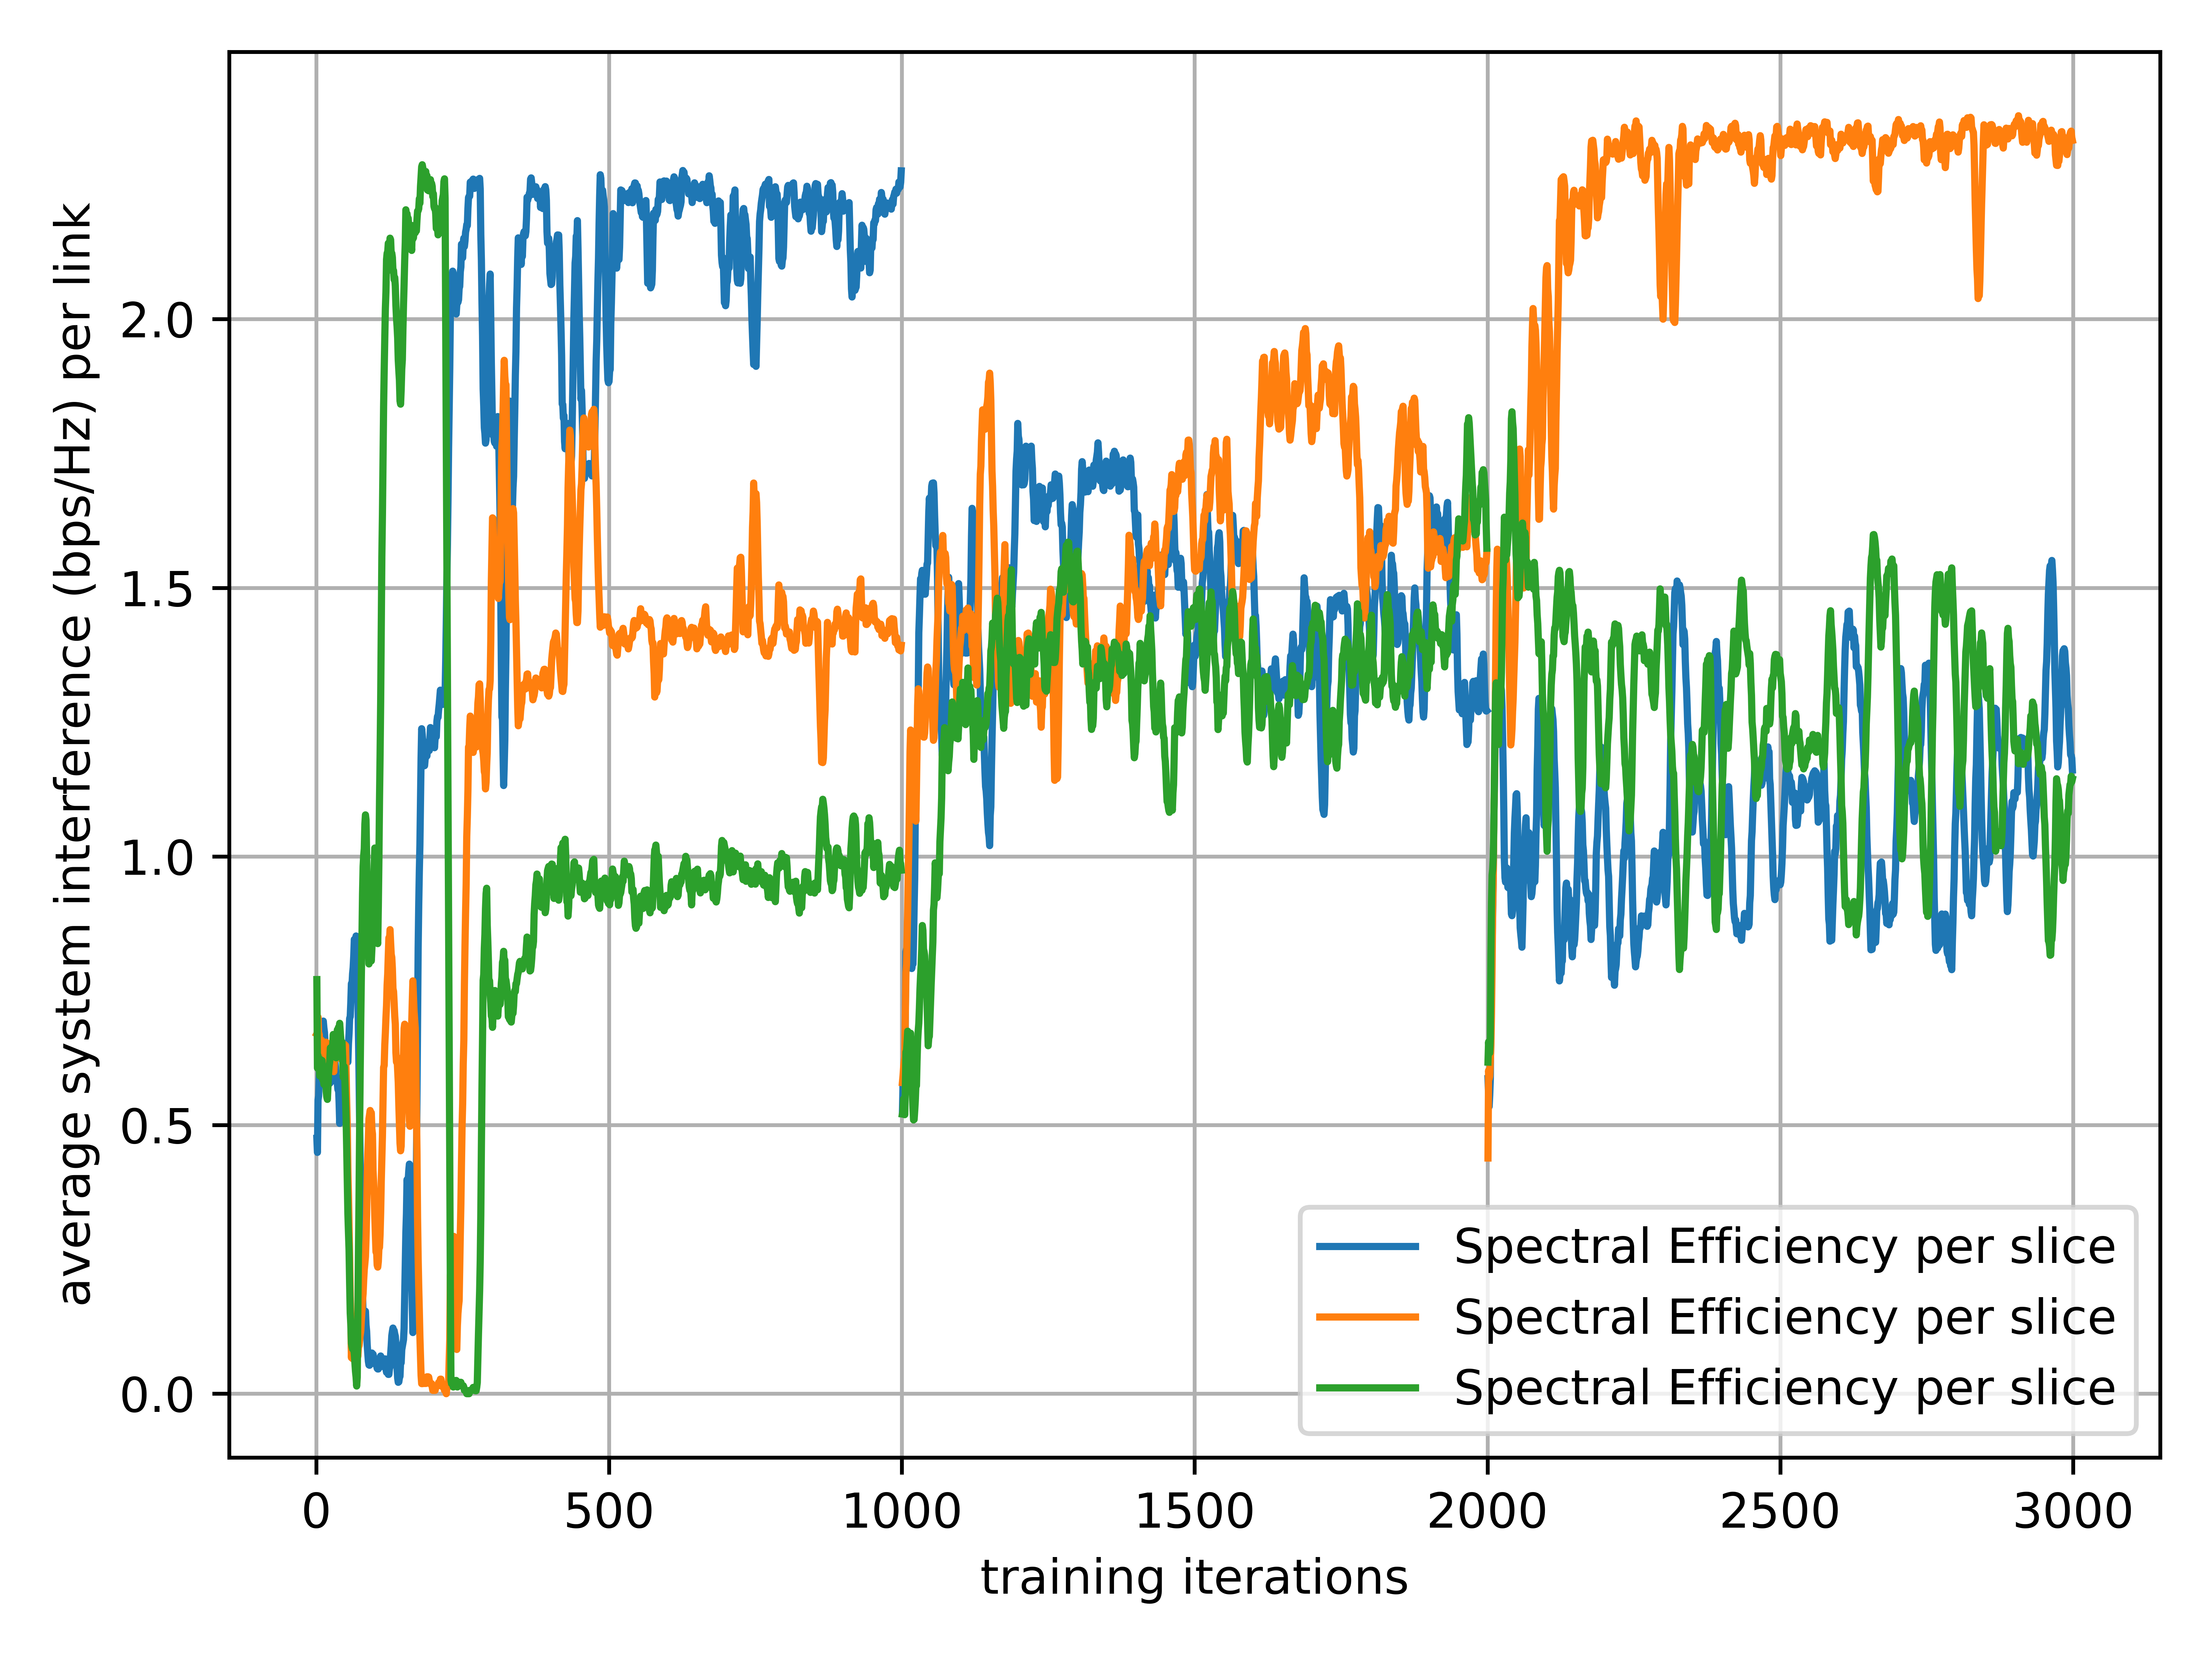 average system interference (bps/Hz) per link
2.0
1.5
1.0
0.5
0.0
Spectral Efficiency per slice
Spectral Efficiency per slice
Spectral Efficiency per slice
0 500 1000 1500 2000 2500 3000
training iterations